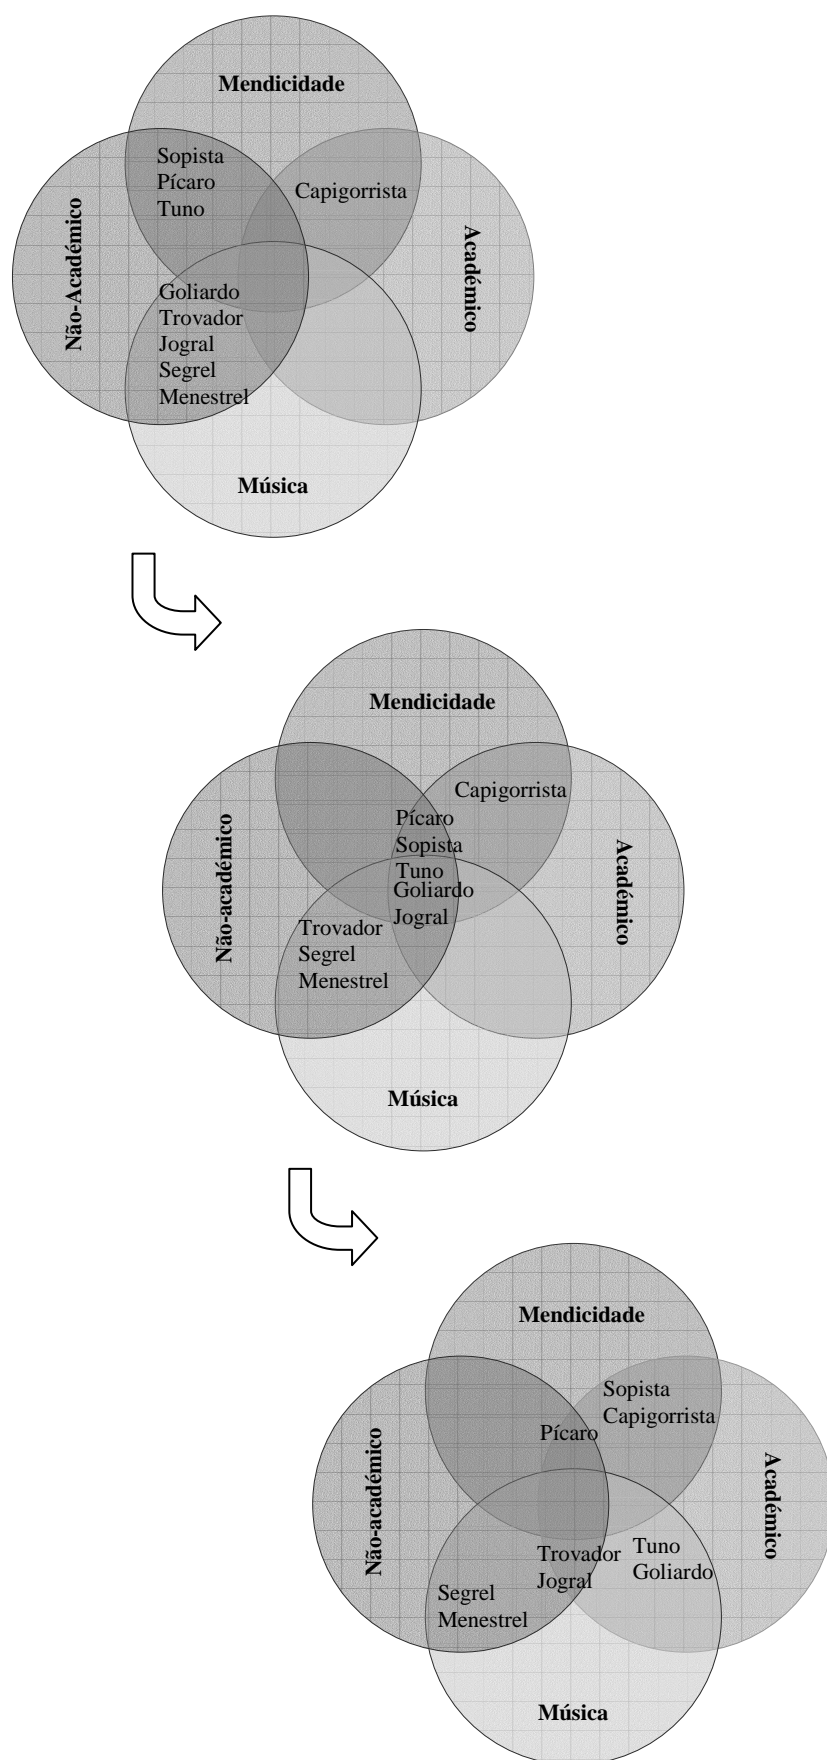 Mendicidade
Sopista
Pícaro
Tuno
Capigorrista
Não-Académico
Académico
Goliardo
Trovador
Jogral
Segrel
Menestrel
Música
Mendicidade
Capigorrista
Pícaro
Sopista
Tuno
Goliardo
Jogral
Não-académico
Académico
Trovador
Segrel
Menestrel
Música
Mendicidade
Sopista
Capigorrista
Pícaro
Não-académico
Académico
Trovador
Jogral
Tuno
Goliardo
Segrel
Menestrel
Música